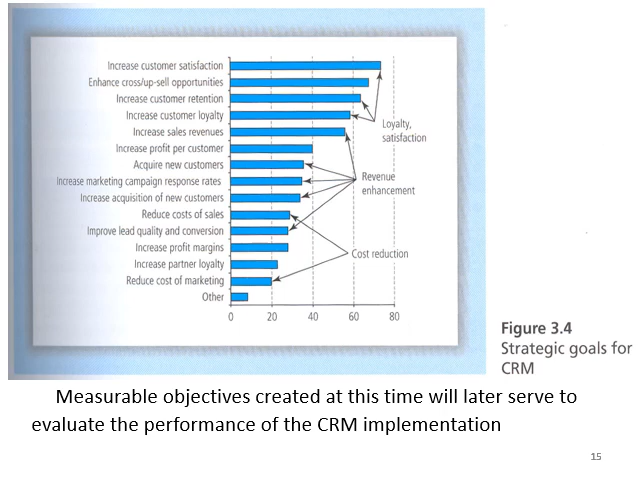 Increase customer satisfaction
Enhance cross/up-sell opportunities
Increase customer retention
Increase customer loyalty
Increase sales revenues
Increase profit per customer
Acquire new customers
Increase marketing campaign response rates
Increase acquisition of new customers
Reduce costs of sales
Improve lead quality and conversion
Increase profit margins
Increase partner loyalty
Reduce cost of marketing
Other
Loyalty,
satisfaction
Revenue
enhancement
Cost reduction
0 20 40 60 80
Figure 3.4
Strategic goals for
CRM
Measurable objectives created at this time will later serve to
evaluate the performance of the CRM implementation
15